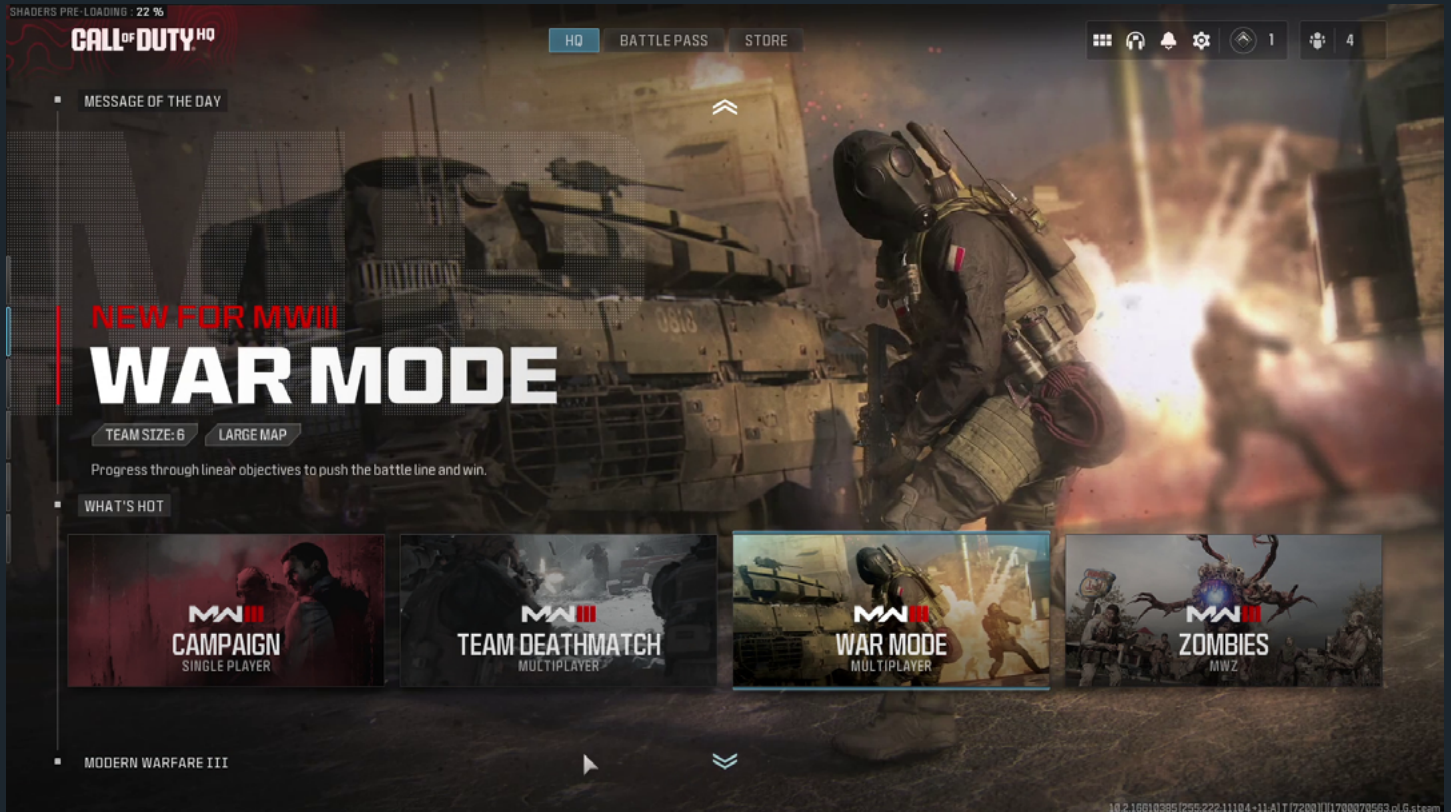 SHADERS PRE-LOADING : 22 %
CALL OF DUTY HQ
HQ
BATTLE PASS
STORE
1
4
MESSAGE OF THE DAY
NEW FOR MWIII
WAR MODE
TEAM SIZE: 6
LARGE MAP
Progress through linear objectives to push the battle line and win.
WHAT'S HOT
MWIII
CAMPAIGN
SINGLE PLAYER
MWIII
TEAM DEATHMATCH
MULTIPLAYER
MWIII
WAR MODE
MULTIPLAYER
MWIII
ZOMBIES
MWZ
MODERN WARFARE III